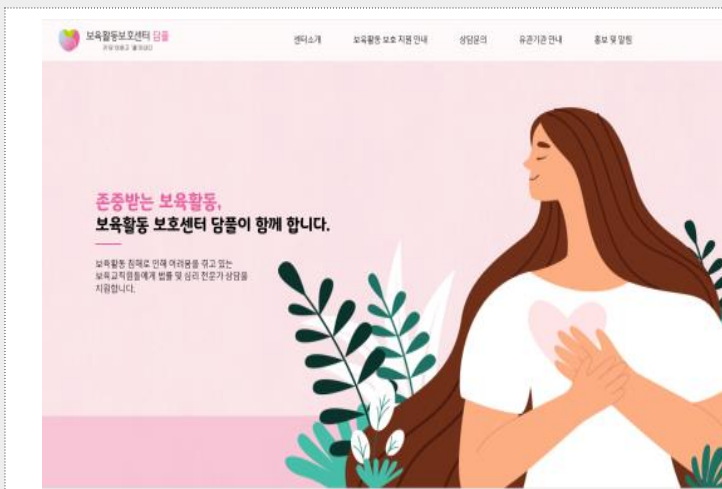 보육활동보호센터 담풀
센터소개
보육활동 보호 지원 안내
상담문의
유관기관 안내
홍보 및 알림
존중받는 보육활동,
보육활동 보호센터 담풀이 함께 합니다.
보육활동 침해로 인해 어려움을 겪고 있는
보육교직원들에게 법률 및 심리 전문가 상담을
지원합니다.